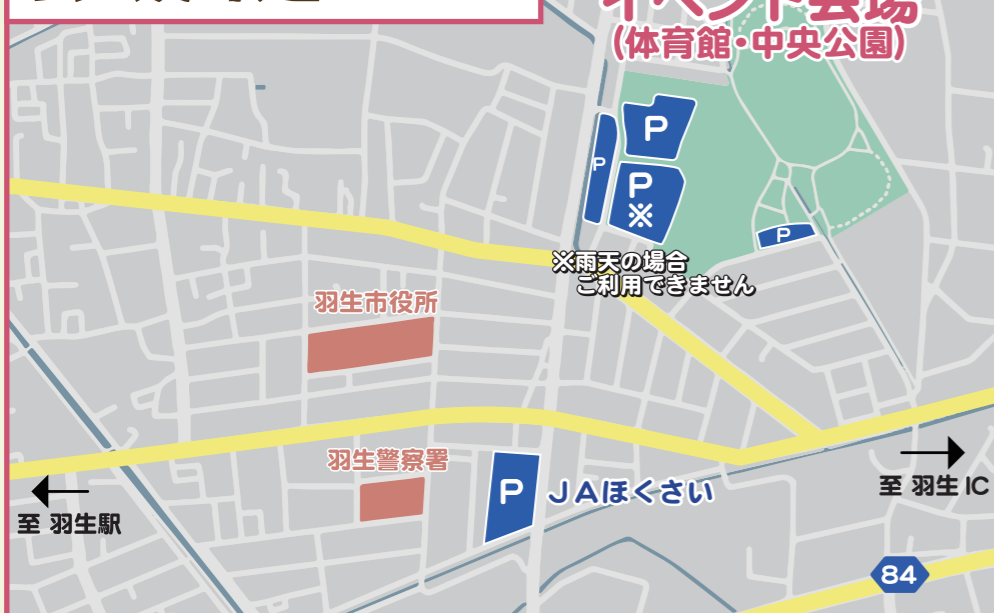 イベント会場
(体育館・中央公園)
P
P
P
※
P
※雨天の場合
ご利用できません
羽生市役所
羽生警察署
P
JAほくさい
至 羽生駅
至 羽生 IC
84